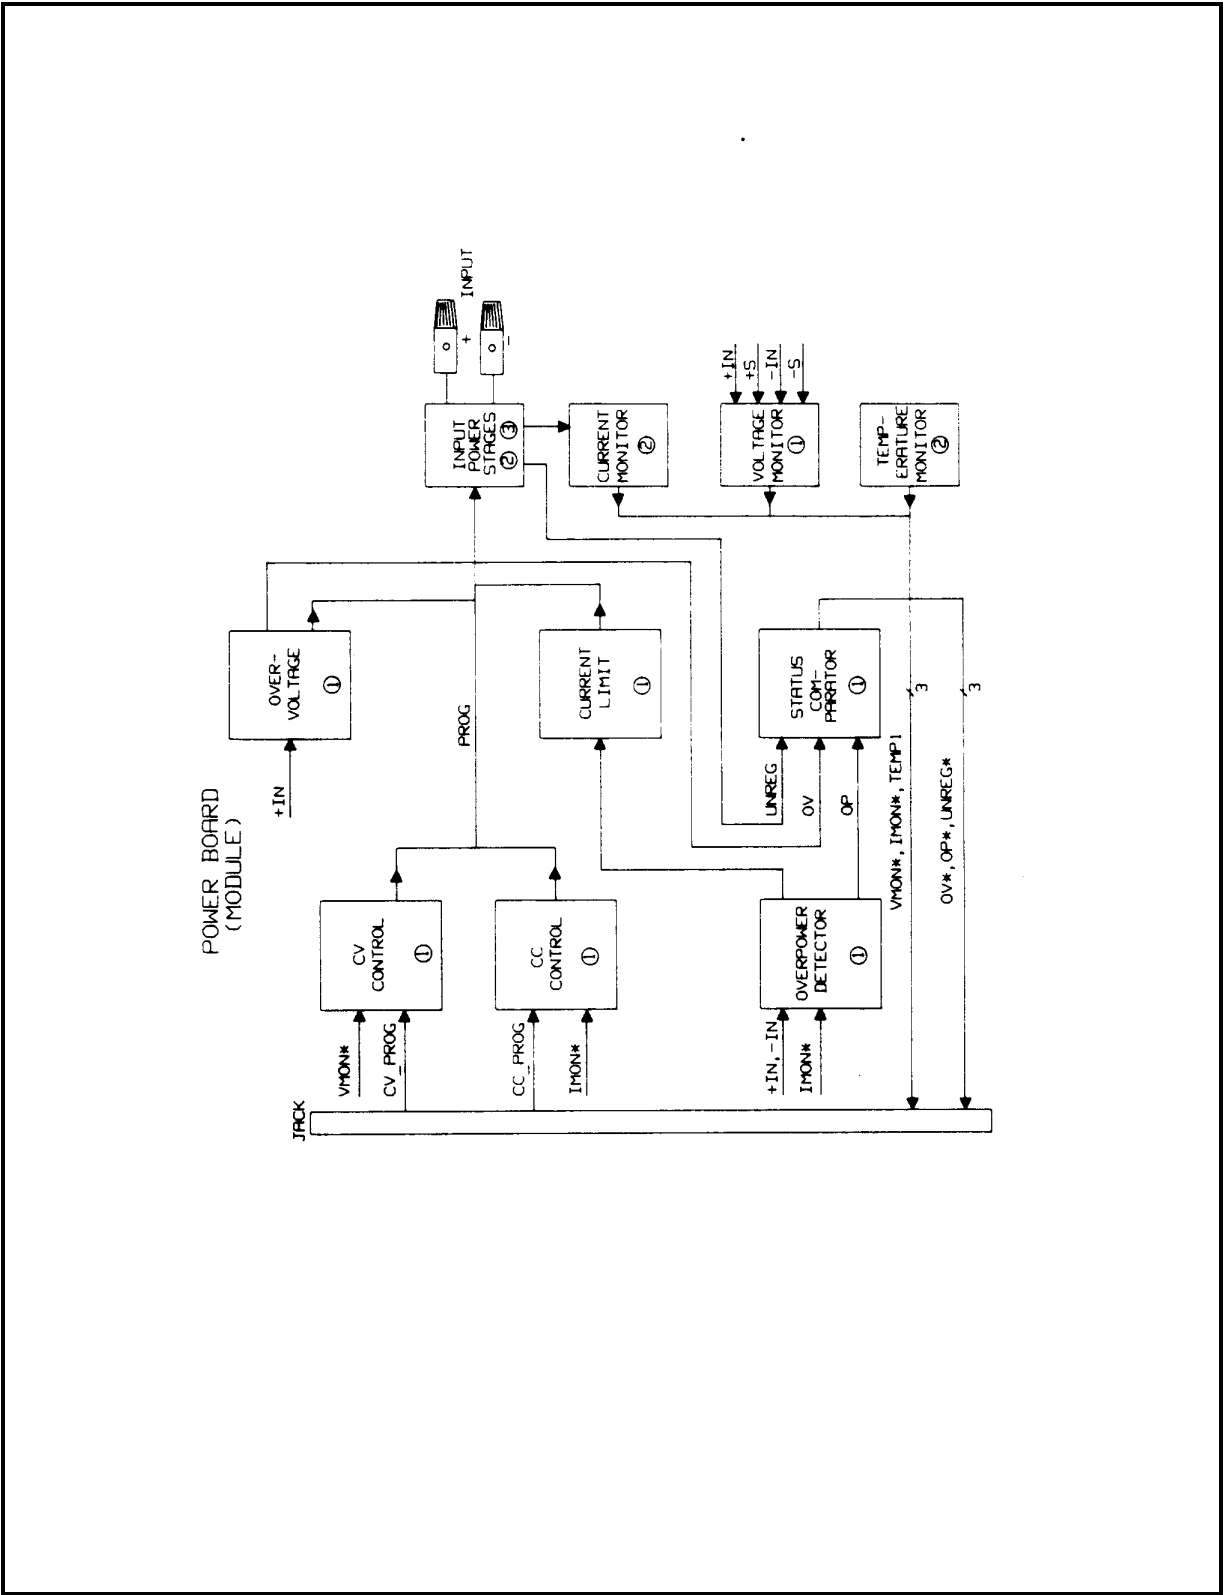 POWER BOARD
(MODULE)
JACK
VMON*
CV_PROG
CV
CONTROL
1
CC_PROG
IMON*
CC
CONTROL
1
+IN
OVER-
VOLTAGE
1
PROG
CURRENT
LIMIT
1
INPUT
POWER
STAGES
2 3
+
-
INPUT
CURRENT
MONITOR
2
+IN
+S
-IN
-S
VOLTAGE
MONITOR
1
TEMP-
ERATURE
MONITOR
2
+IN,-IN
IMON*
OVERPOWER
DETECTOR
1
UNREG
OV
OP
STATUS
COM-
PARATOR
1
VMON*,IMON*,TEMP1
3
OV*,OP*,UNREG*
3